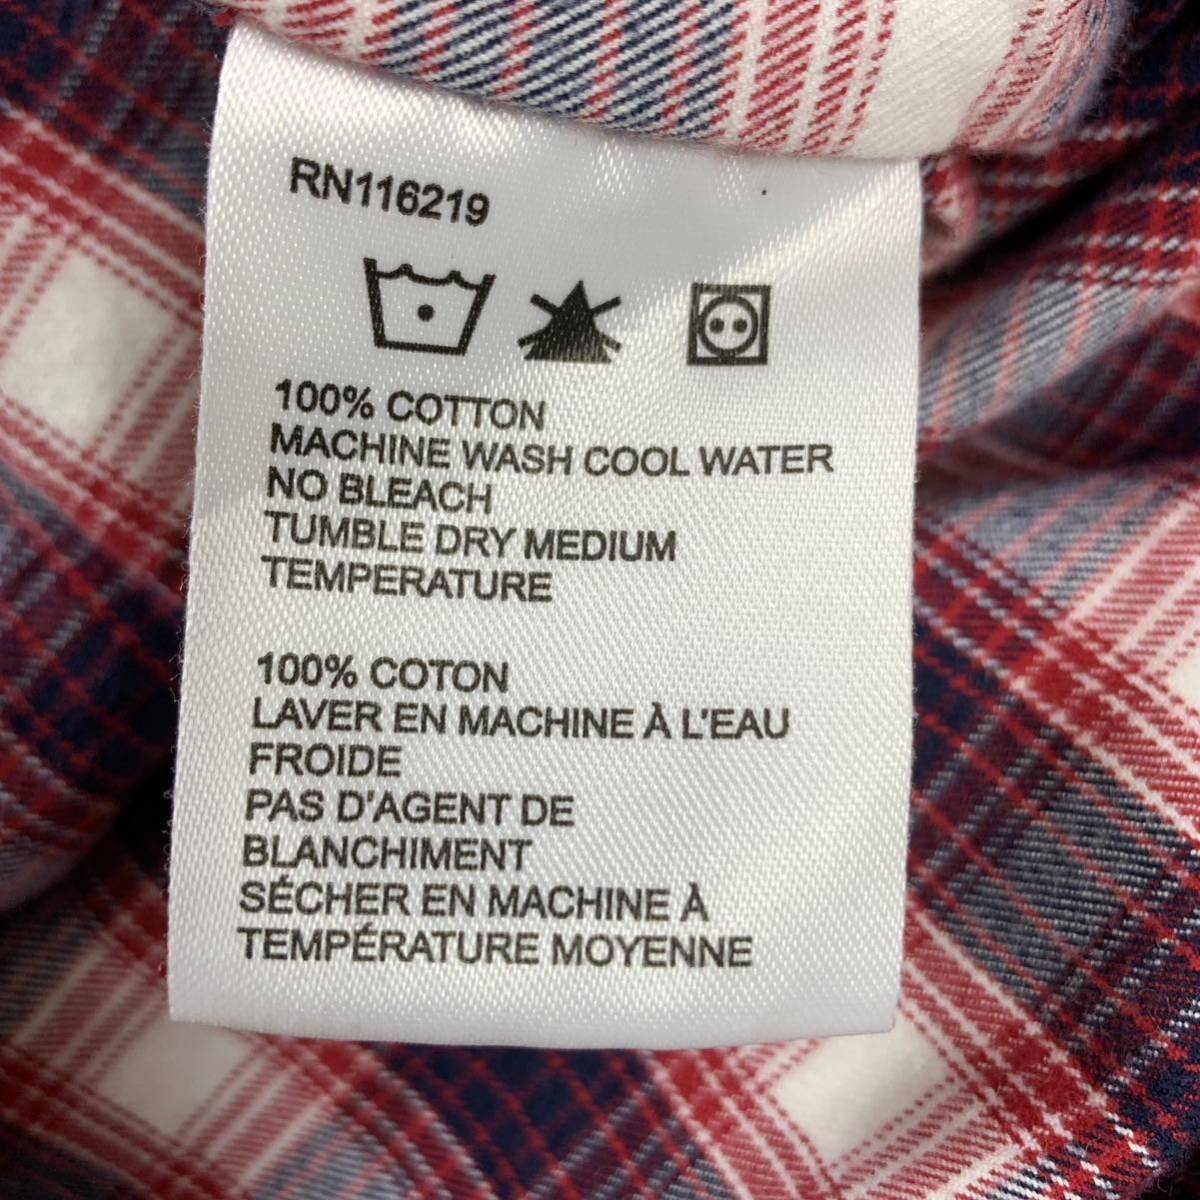 RN116219
100% COTTON
MACHINE WASH COOL WATER
NO BLEACH
TUMBLE DRY MEDIUM
TEMPERATURE
100% COTON
LAVER EN MACHINE À L'EAU
FROIDE
PAS D'AGENT DE
BLANCHIMENT
SÉCHER EN MACHINE À
TEMPÉRATURE MOYENNE